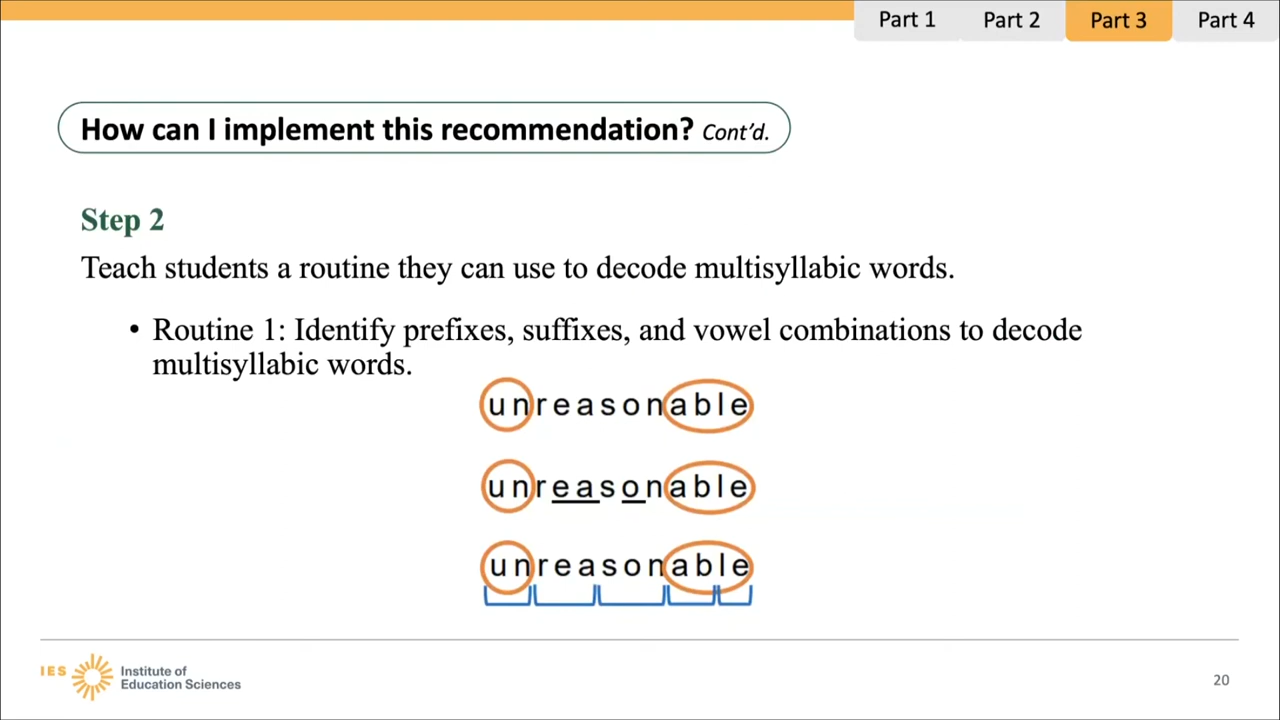 Part 1 Part 2 Part 3 Part 4
How can I implement this recommendation? Cont’d.
Step 2
Teach students a routine they can use to decode multisyllabic words.
• Routine 1: Identify prefixes, suffixes, and vowel combinations to decode
multisyllabic words.
unreasonable
unreasonable
unreasonable
IES Institute of
Education Sciences
20